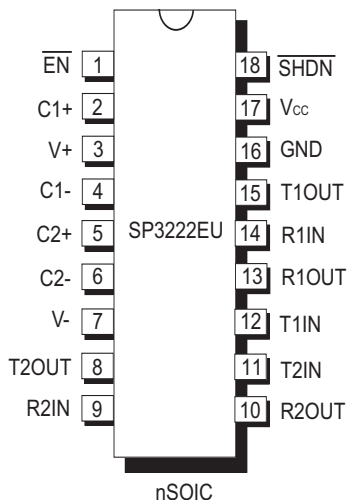 EN 1 18 SHDN
C1+ 2 17 Vcc
V+ 3 16 GND
C1- 4 15 T1OUT
C2+ 5 SP3222EU 14 R1IN
C2- 6 13 R1OUT
V- 7 12 T1IN
T2OUT 8 11 T2IN
R2IN 9 10 R2OUT
nSOIC